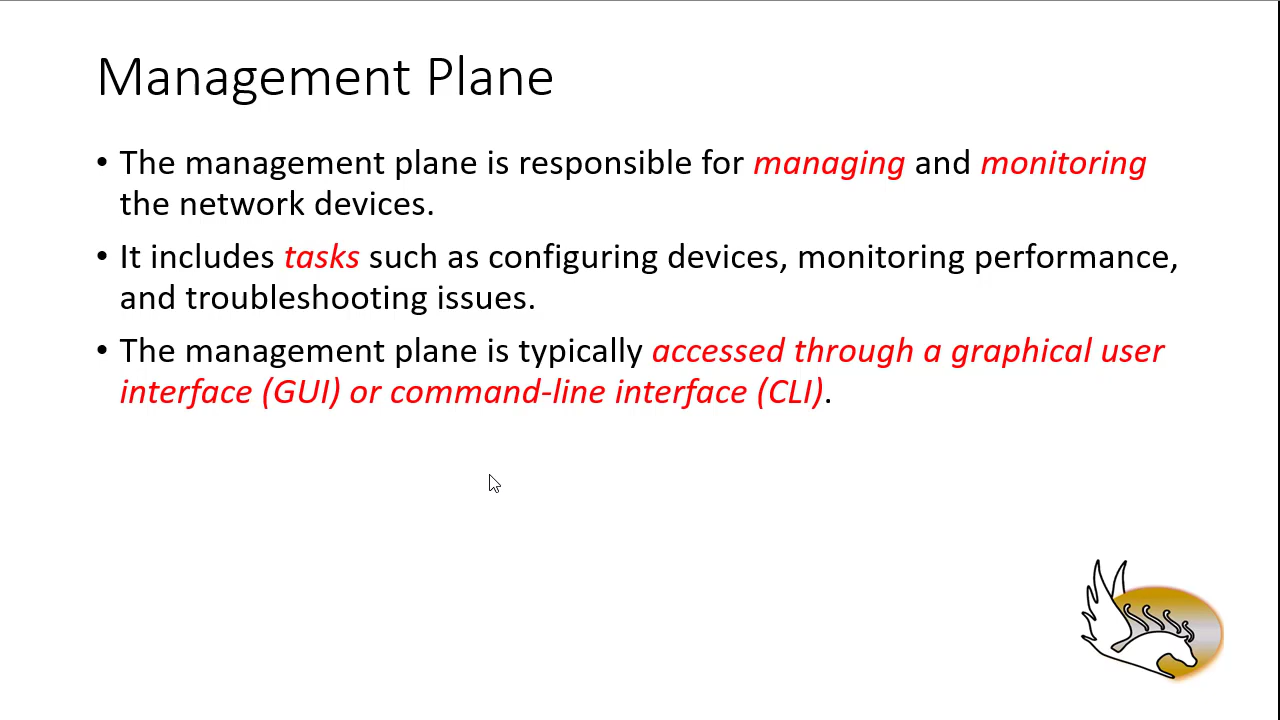 Management Plane
• The management plane is responsible for managing and monitoring
the network devices.
• It includes tasks such as configuring devices, monitoring performance,
and troubleshooting issues.
• The management plane is typically accessed through a graphical user
interface (GUI) or command-line interface (CLI).